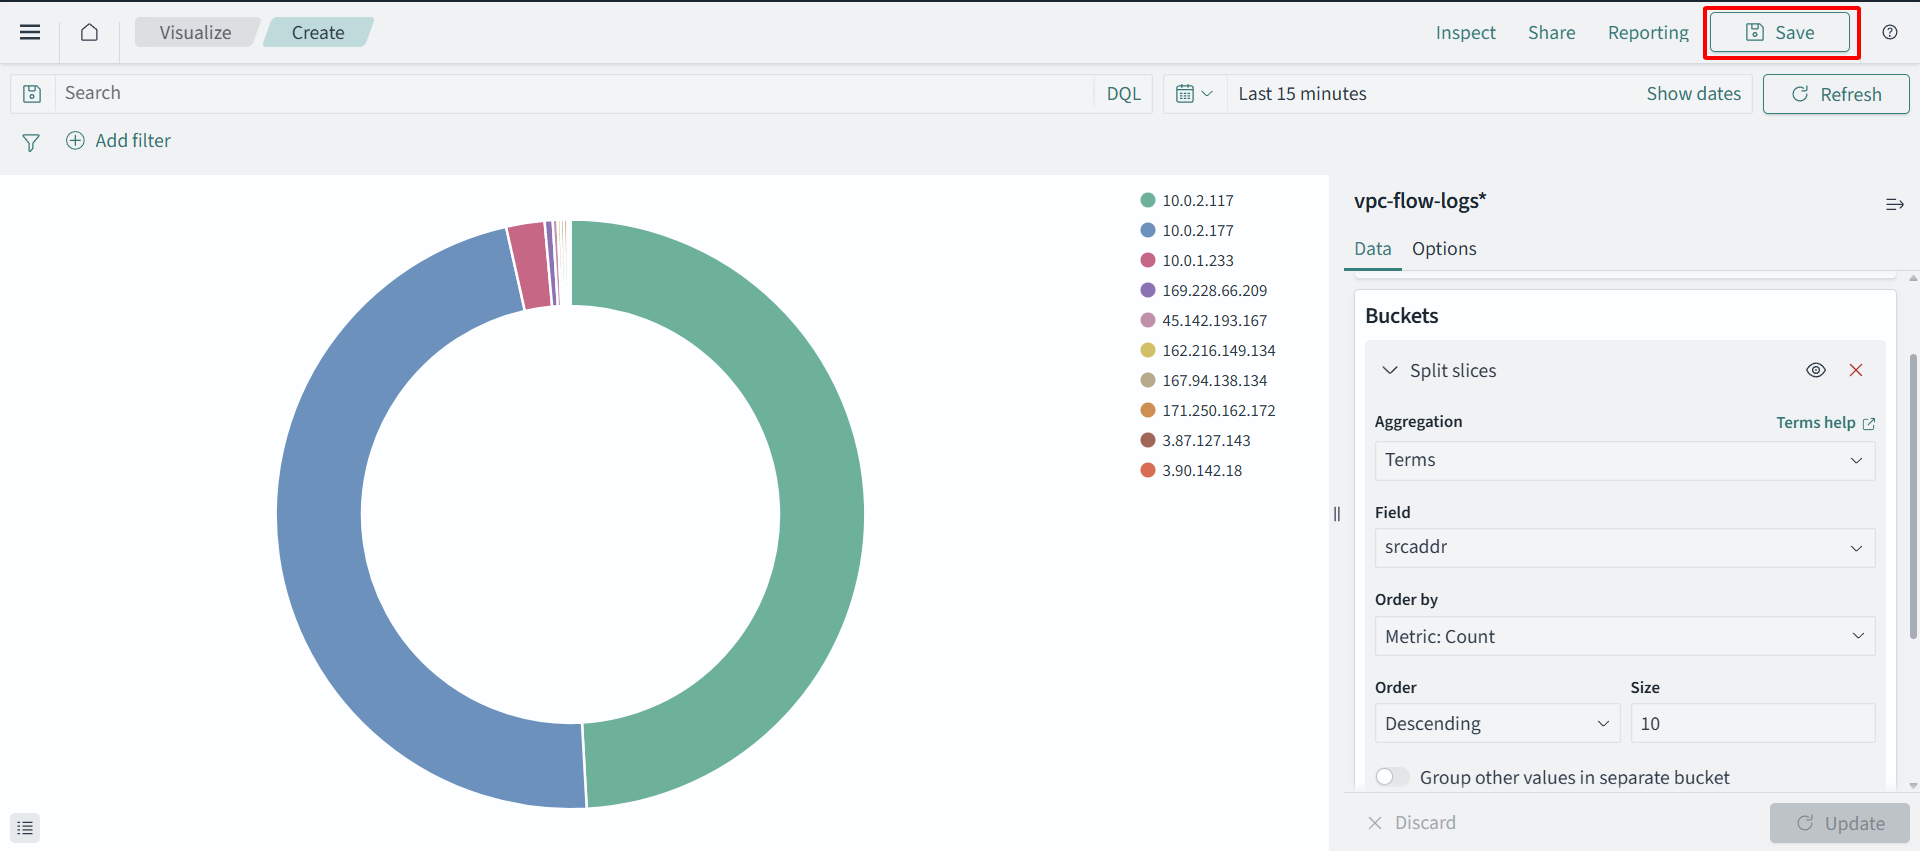 Visualize Create Inspect Share Reporting Save
Search DQL Last 15 minutes Show dates Refresh
Add filter
10.0.2.117
10.0.2.177
10.0.1.233
169.228.66.209
45.142.193.167
162.216.149.134
167.94.138.134
171.250.162.172
3.87.127.143
3.90.142.18
vpc-flow-logs*
Data Options
Buckets
Split slices
Aggregation Terms help
Terms
Field
srcaddr
Order by
Metric: Count
Order Size
Descending 10
Group other values in separate bucket
Discard Update